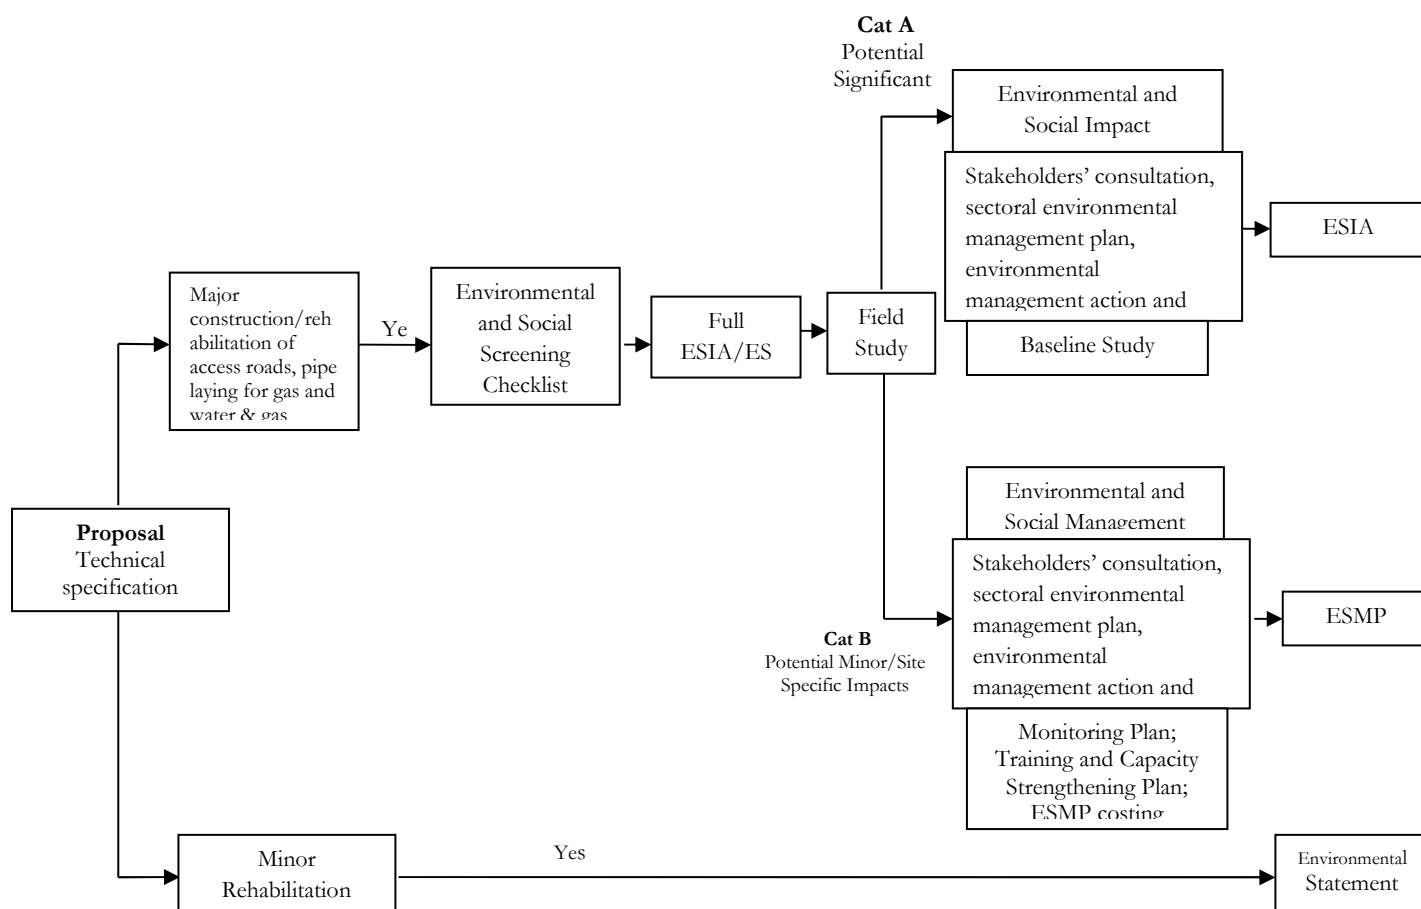 Cat A
Potential
Significant
Environmental and
Social Impact
Stakeholders’ consultation,
sectoral environmental
management plan,
environmental
management action and
Baseline Study
ESIA
Major
construction/reh
abilitation of
access roads, pipe
laying for gas and
water & gas
Ye
Environmental
and Social
Screening
Checklist
Full
ESIA/ES
Field
Study
Proposal
Technical
specification
Cat B
Potential Minor/Site
Specific Impacts
Environmental and
Social Management
Stakeholders’ consultation,
sectoral environmental
management plan,
environmental
management action and
Monitoring Plan;
Training and Capacity
Strengthening Plan;
ESMP costing
ESMP
Minor
Rehabilitation
Yes
Environmental
Statement